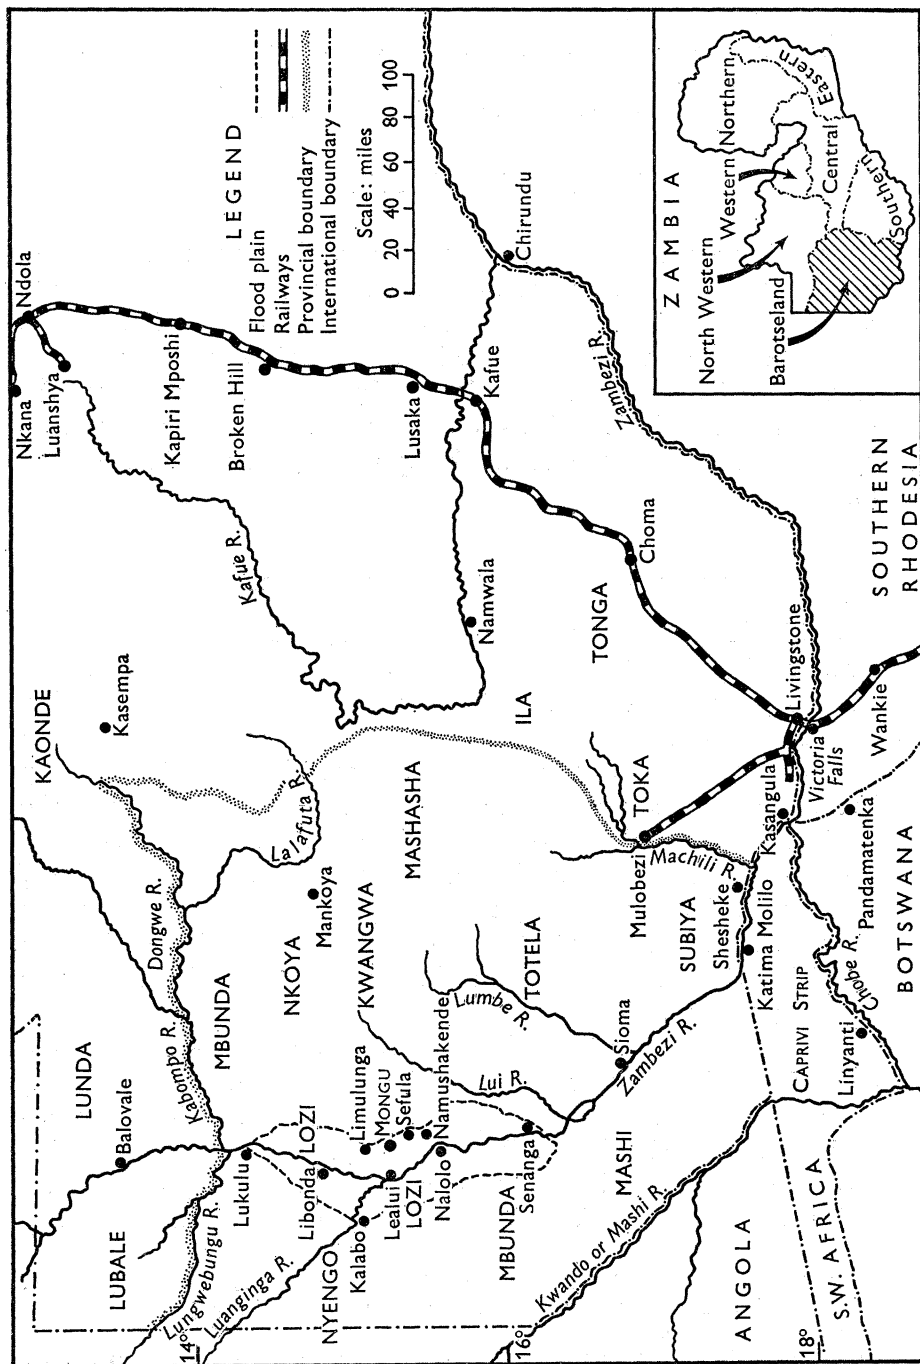 LUBALE
LUNDA
KAONDE
Balovale
Kasempa
Nkana
Luanshya
Ndola
Lungwebungu R.
Kabompo R.
Dongwe R.
Kafue R.
Kapiri Mposhi
Broken Hill
14°
Luanginga R.
Lukulu
MBUNDA
Lalafuta R.
NYENGO
Libonda
LOZI
NKOYA
Mankoya
Kalabo
Limulunga
MONGU
Sefula
Namushakende
Lealui
LOZI
Nalolo
KWANGWA
MASHASHA
Lusaka
Kafue
Namwala
ILA
MBUNDA
Senanga
Lui R.
Lumbe R.
TOTELA
16°
Kwando or Mashi R.
MASHI
Sioma
Zambezi R.
Mulobezi
TOKA
TONGA
Choma
Chirundu
Zambezi R.
Machili R.
SUBIYA
Shesheke
Katima Molilo
Kasangula
Livingstone
Victoria
Falls
ANGOLA
CAPRIVI STRIP
18°
S.W. AFRICA
Linyanti
Chobe R.
Pandamatenka
Wankie
BOTSWANA
SOUTHERN
RHODESIA
LEGEND
Flood plain
Railways
Provincial boundary
International boundary
Scale: miles
0 20 40 60 80 100
ZAMBIA
North Western
Western
Northern
Eastern
Central
Southern
Barotseland